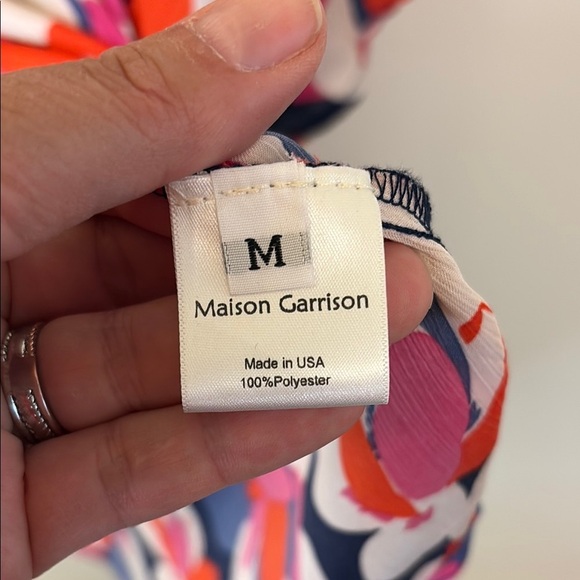 M
Maison Garrison
Made in USA
100%Polyester